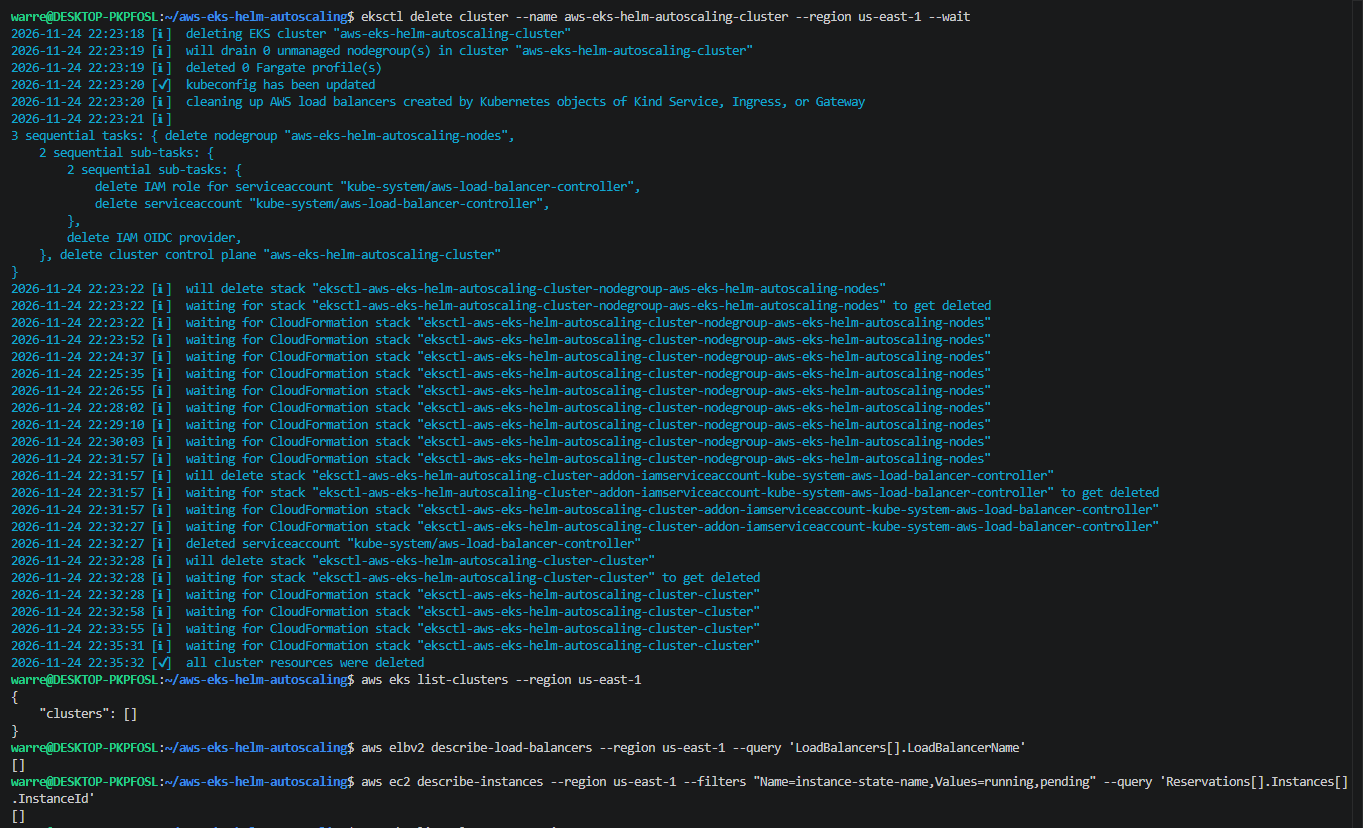 warre@DESKTOP-PKPFOSL:~/aws-eks-helm-autoscaling$ eksctl delete cluster --name aws-eks-helm-autoscaling-cluster --region us-east-1 --wait
2026-11-24 22:23:18 [ℹ]  deleting EKS cluster "aws-eks-helm-autoscaling-cluster"
2026-11-24 22:23:19 [ℹ]  will drain 0 unmanaged nodegroup(s) in cluster "aws-eks-helm-autoscaling-cluster"
2026-11-24 22:23:19 [ℹ]  deleted 0 Fargate profile(s)
2026-11-24 22:23:20 [✔]  kubeconfig has been updated
2026-11-24 22:23:20 [ℹ]  cleaning up AWS load balancers created by Kubernetes objects of Kind Service, Ingress, or Gateway
2026-11-24 22:23:21 [ℹ]
3 sequential tasks: { delete nodegroup "aws-eks-helm-autoscaling-nodes",
    2 sequential sub-tasks: {
        2 sequential sub-tasks: {
            delete IAM role for serviceaccount "kube-system/aws-load-balancer-controller",
            delete serviceaccount "kube-system/aws-load-balancer-controller",
        },
        delete IAM OIDC provider,
    }, delete cluster control plane "aws-eks-helm-autoscaling-cluster"
}
2026-11-24 22:23:22 [ℹ]  will delete stack "eksctl-aws-eks-helm-autoscaling-cluster-nodegroup-aws-eks-helm-autoscaling-nodes"
2026-11-24 22:23:22 [ℹ]  waiting for stack "eksctl-aws-eks-helm-autoscaling-cluster-nodegroup-aws-eks-helm-autoscaling-nodes" to get deleted
2026-11-24 22:23:22 [ℹ]  waiting for CloudFormation stack "eksctl-aws-eks-helm-autoscaling-cluster-nodegroup-aws-eks-helm-autoscaling-nodes"
2026-11-24 22:23:52 [ℹ]  waiting for CloudFormation stack "eksctl-aws-eks-helm-autoscaling-cluster-nodegroup-aws-eks-helm-autoscaling-nodes"
2026-11-24 22:24:37 [ℹ]  waiting for CloudFormation stack "eksctl-aws-eks-helm-autoscaling-cluster-nodegroup-aws-eks-helm-autoscaling-nodes"
2026-11-24 22:25:35 [ℹ]  waiting for CloudFormation stack "eksctl-aws-eks-helm-autoscaling-cluster-nodegroup-aws-eks-helm-autoscaling-nodes"
2026-11-24 22:26:55 [ℹ]  waiting for CloudFormation stack "eksctl-aws-eks-helm-autoscaling-cluster-nodegroup-aws-eks-helm-autoscaling-nodes"
2026-11-24 22:28:02 [ℹ]  waiting for CloudFormation stack "eksctl-aws-eks-helm-autoscaling-cluster-nodegroup-aws-eks-helm-autoscaling-nodes"
2026-11-24 22:29:10 [ℹ]  waiting for CloudFormation stack "eksctl-aws-eks-helm-autoscaling-cluster-nodegroup-aws-eks-helm-autoscaling-nodes"
2026-11-24 22:30:03 [ℹ]  waiting for CloudFormation stack "eksctl-aws-eks-helm-autoscaling-cluster-nodegroup-aws-eks-helm-autoscaling-nodes"
2026-11-24 22:31:57 [ℹ]  waiting for CloudFormation stack "eksctl-aws-eks-helm-autoscaling-cluster-nodegroup-aws-eks-helm-autoscaling-nodes"
2026-11-24 22:31:57 [ℹ]  will delete stack "eksctl-aws-eks-helm-autoscaling-cluster-addon-iamserviceaccount-kube-system-aws-load-balancer-controller"
2026-11-24 22:31:57 [ℹ]  waiting for stack "eksctl-aws-eks-helm-autoscaling-cluster-addon-iamserviceaccount-kube-system-aws-load-balancer-controller" to get deleted
2026-11-24 22:31:57 [ℹ]  waiting for CloudFormation stack "eksctl-aws-eks-helm-autoscaling-cluster-addon-iamserviceaccount-kube-system-aws-load-balancer-controller"
2026-11-24 22:32:27 [ℹ]  waiting for CloudFormation stack "eksctl-aws-eks-helm-autoscaling-cluster-addon-iamserviceaccount-kube-system-aws-load-balancer-controller"
2026-11-24 22:32:27 [ℹ]  deleted serviceaccount "kube-system/aws-load-balancer-controller"
2026-11-24 22:32:28 [ℹ]  will delete stack "eksctl-aws-eks-helm-autoscaling-cluster-cluster"
2026-11-24 22:32:28 [ℹ]  waiting for stack "eksctl-aws-eks-helm-autoscaling-cluster-cluster" to get deleted
2026-11-24 22:32:28 [ℹ]  waiting for CloudFormation stack "eksctl-aws-eks-helm-autoscaling-cluster-cluster"
2026-11-24 22:32:58 [ℹ]  waiting for CloudFormation stack "eksctl-aws-eks-helm-autoscaling-cluster-cluster"
2026-11-24 22:33:55 [ℹ]  waiting for CloudFormation stack "eksctl-aws-eks-helm-autoscaling-cluster-cluster"
2026-11-24 22:35:31 [ℹ]  waiting for CloudFormation stack "eksctl-aws-eks-helm-autoscaling-cluster-cluster"
2026-11-24 22:35:32 [✔]  all cluster resources were deleted
warre@DESKTOP-PKPFOSL:~/aws-eks-helm-autoscaling$ aws eks list-clusters --region us-east-1
{
    "clusters": []
}
warre@DESKTOP-PKPFOSL:~/aws-eks-helm-autoscaling$ aws elbv2 describe-load-balancers --region us-east-1 --query 'LoadBalancers[].LoadBalancerName'
[]
warre@DESKTOP-PKPFOSL:~/aws-eks-helm-autoscaling$ aws ec2 describe-instances --region us-east-1 --filters "Name=instance-state-name,Values=running,pending" --query 'Reservations[].Instances[]
.InstanceId'
[]